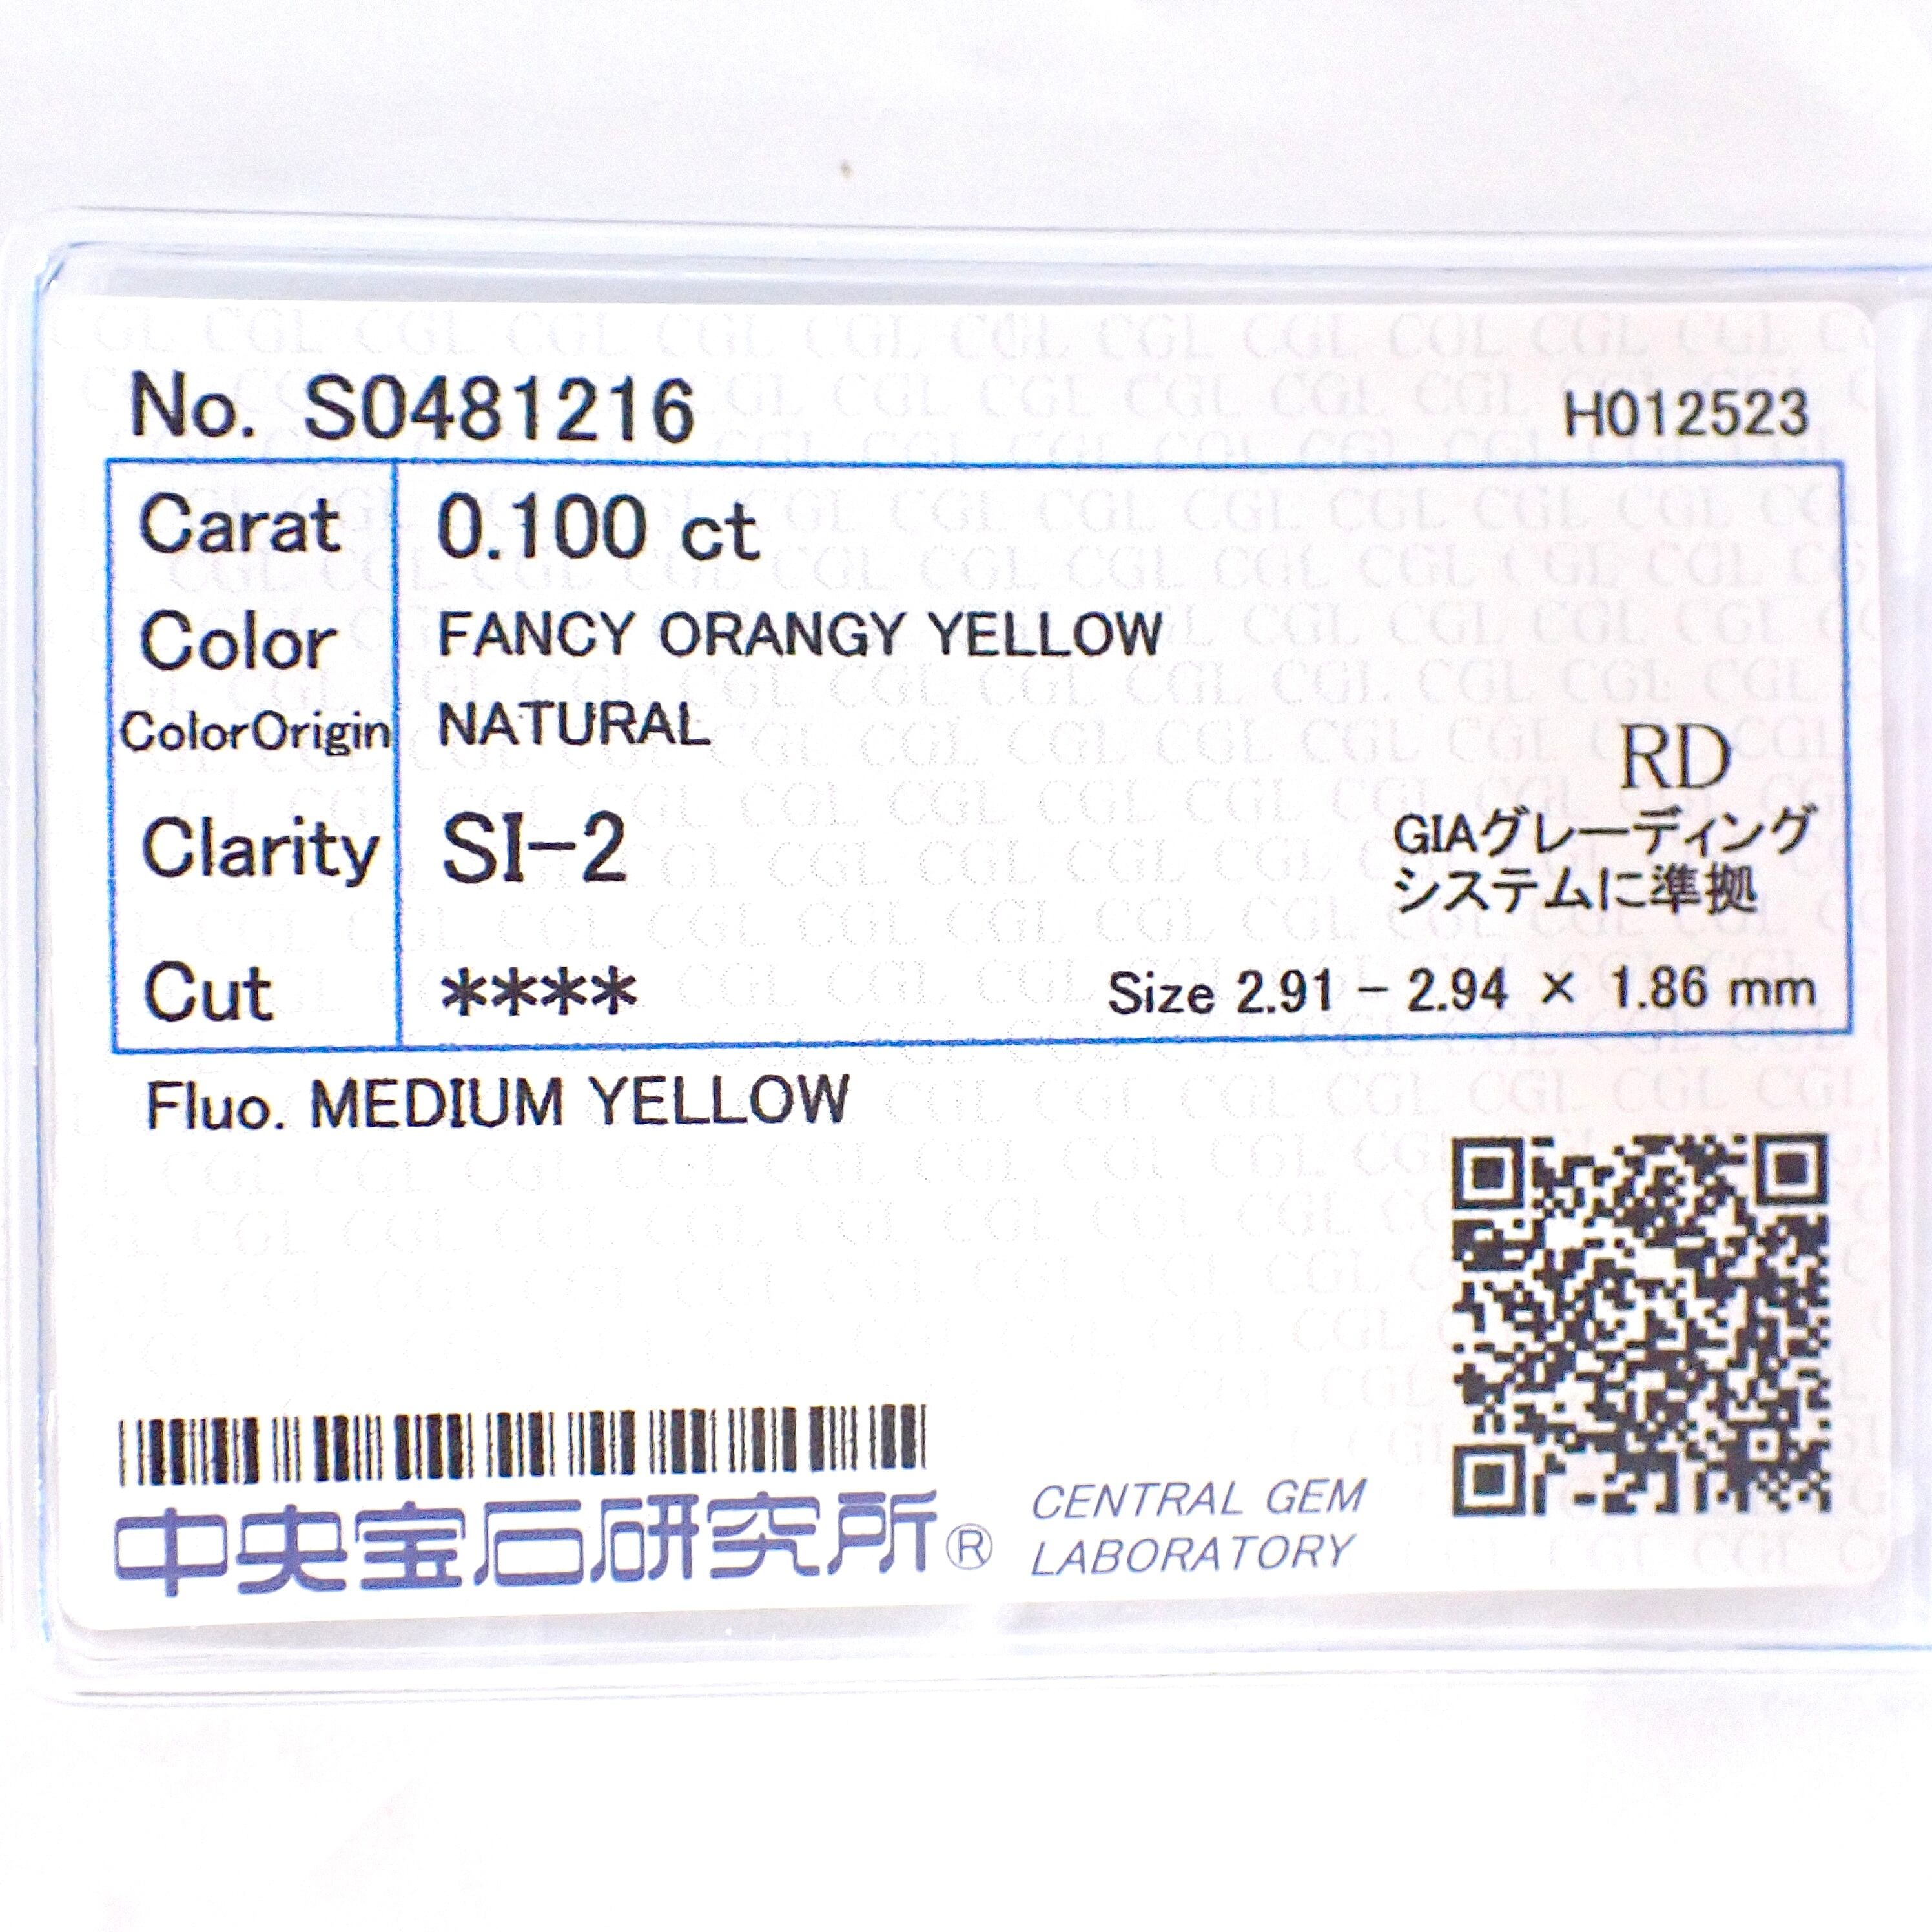 No. S0481216 H012523
Carat 0.100 ct
Color FANCY ORANGY YELLOW
ColorOrigin NATURAL
RD
Clarity SI-2
GIAグレーディング
システムに準拠
Cut **** Size 2.91 - 2.94 × 1.86 mm
Fluo. MEDIUM YELLOW
中央宝石研究所®
CENTRAL GEM
LABORATORY